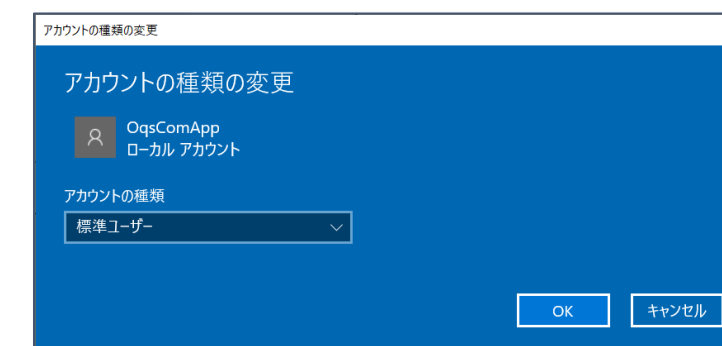 アカウントの種類の変更
アカウントの種類の変更
OqsComApp
ローカル アカウント
アカウントの種類
標準ユーザー
OK
キャンセル